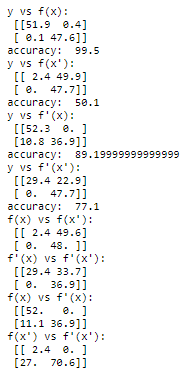 y vs f(x):
[[51.9  0.4]
[ 0.1 47.6]]
accuracy:  99.5
y vs f(x'):
[[ 2.4 49.9]
[ 0.  47.7]]
accuracy:  50.1
y vs f'(x):
[[52.3  0. ]
[10.8 36.9]]
accuracy:  89.19999999999999
y vs f'(x'):
[[29.4 22.9]
[ 0.  47.7]]
accuracy:  77.1
f(x) vs f(x'):
[[ 2.4 49.6]
[ 0.  48. ]]
f'(x) vs f'(x'):
[[29.4 33.7]
[ 0.  36.9]]
f(x) vs f'(x):
[[52.   0. ]
[11.1 36.9]]
f(x') vs f'(x'):
[[ 2.4  0. ]
[27.  70.6]]